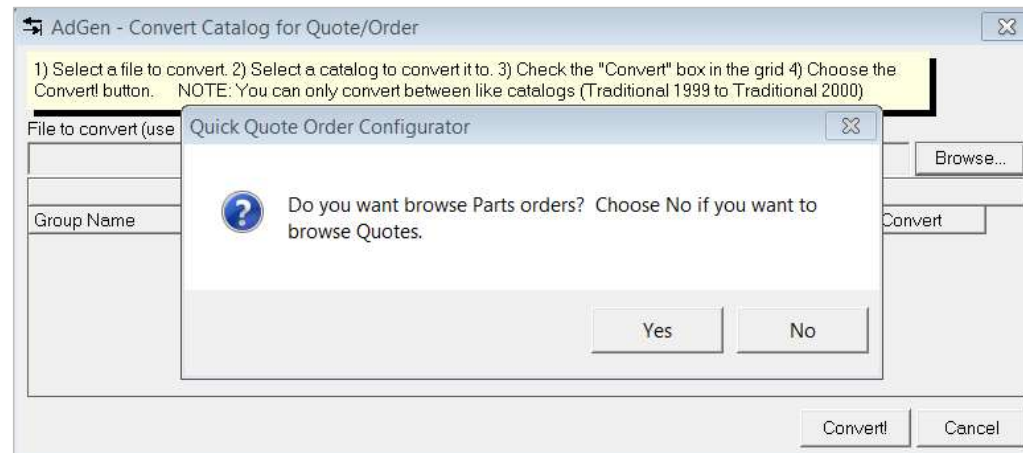 AdGen - Convert Catalog for Quote/Order
1) Select a file to convert. 2) Select a catalog to convert it to. 3) Check the "Convert" box in the grid 4) Choose the
Convert! button. NOTE: You can only convert between like catalogs (Traditional 1999 to Traditional 2000)
File to convert (use
Quick Quote Order Configurator
Browse...
Do you want browse Parts orders? Choose No if you want to
browse Quotes.
Group Name
Convert
Yes
No
Convert!
Cancel